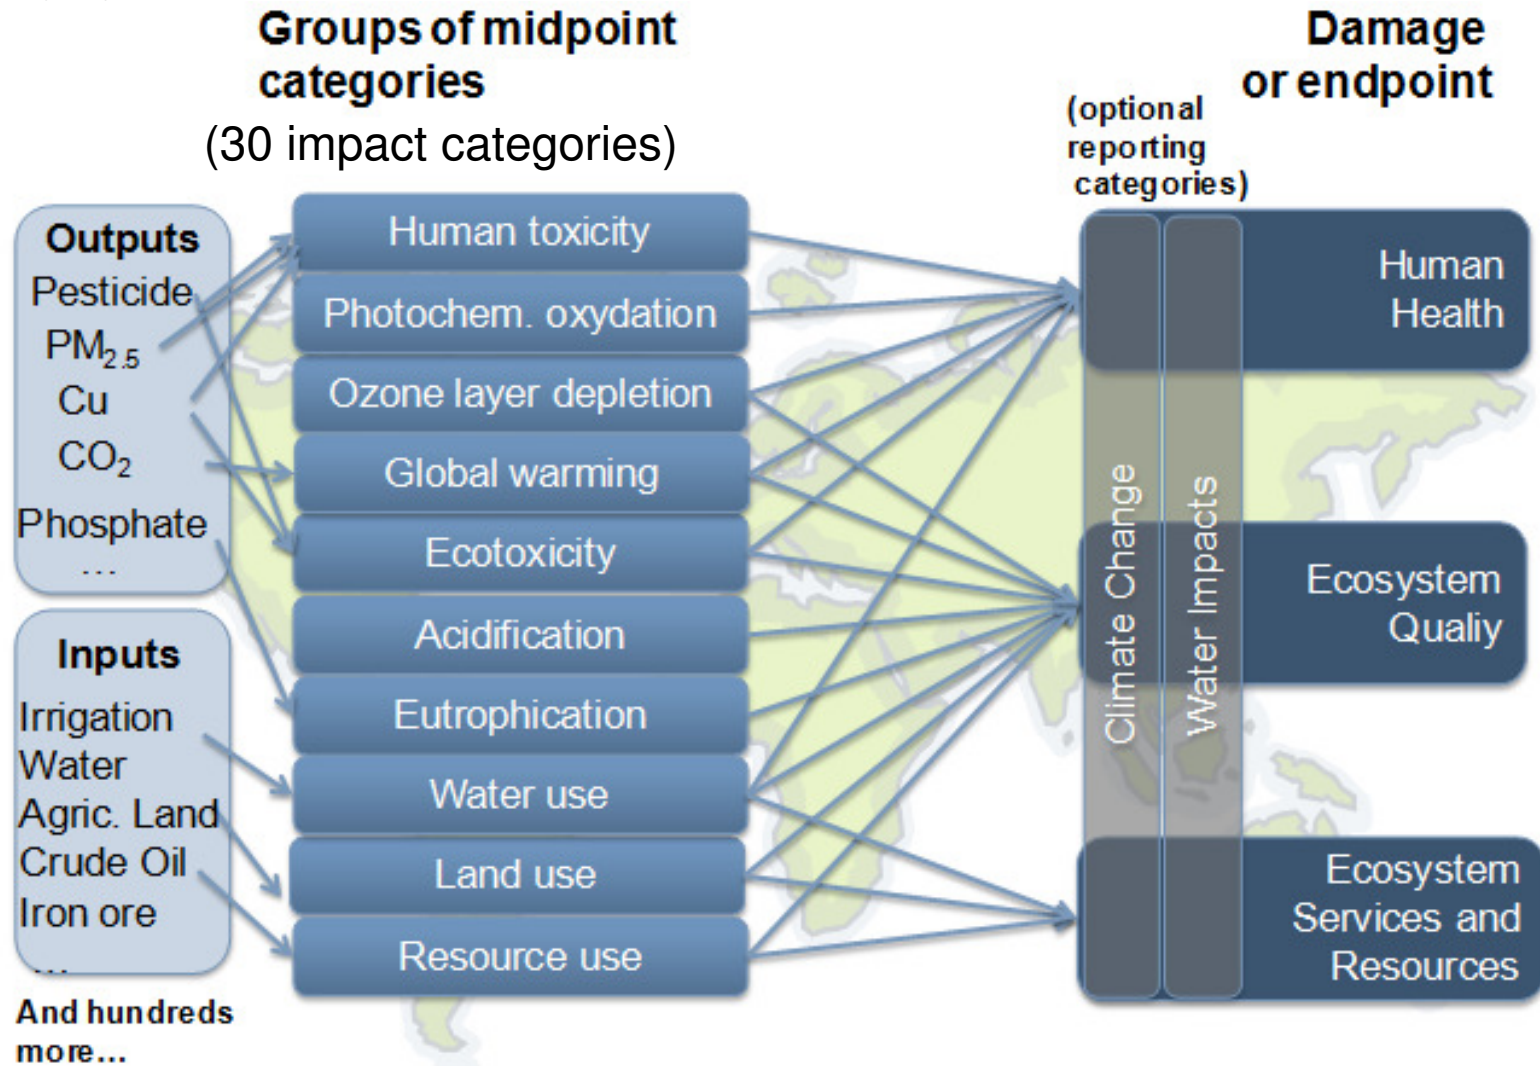 Groups of midpoint
categories
(30 impact categories)
Damage
or endpoint
(optional
reporting
categories)
Outputs
Pesticide
PM2.5
Cu
CO2
Phosphate
...
Inputs
Irrigation
Water
Agric. Land
Crude Oil
Iron ore
...
And hundreds
more...
Human toxicity
Photochem. oxydation
Ozone layer depletion
Global warming
Ecotoxicity
Acidification
Eutrophication
Water use
Land use
Resource use
Climate Change
Water Impacts
Human
Health
Ecosystem
Qualiy
Ecosystem
Services and
Resources